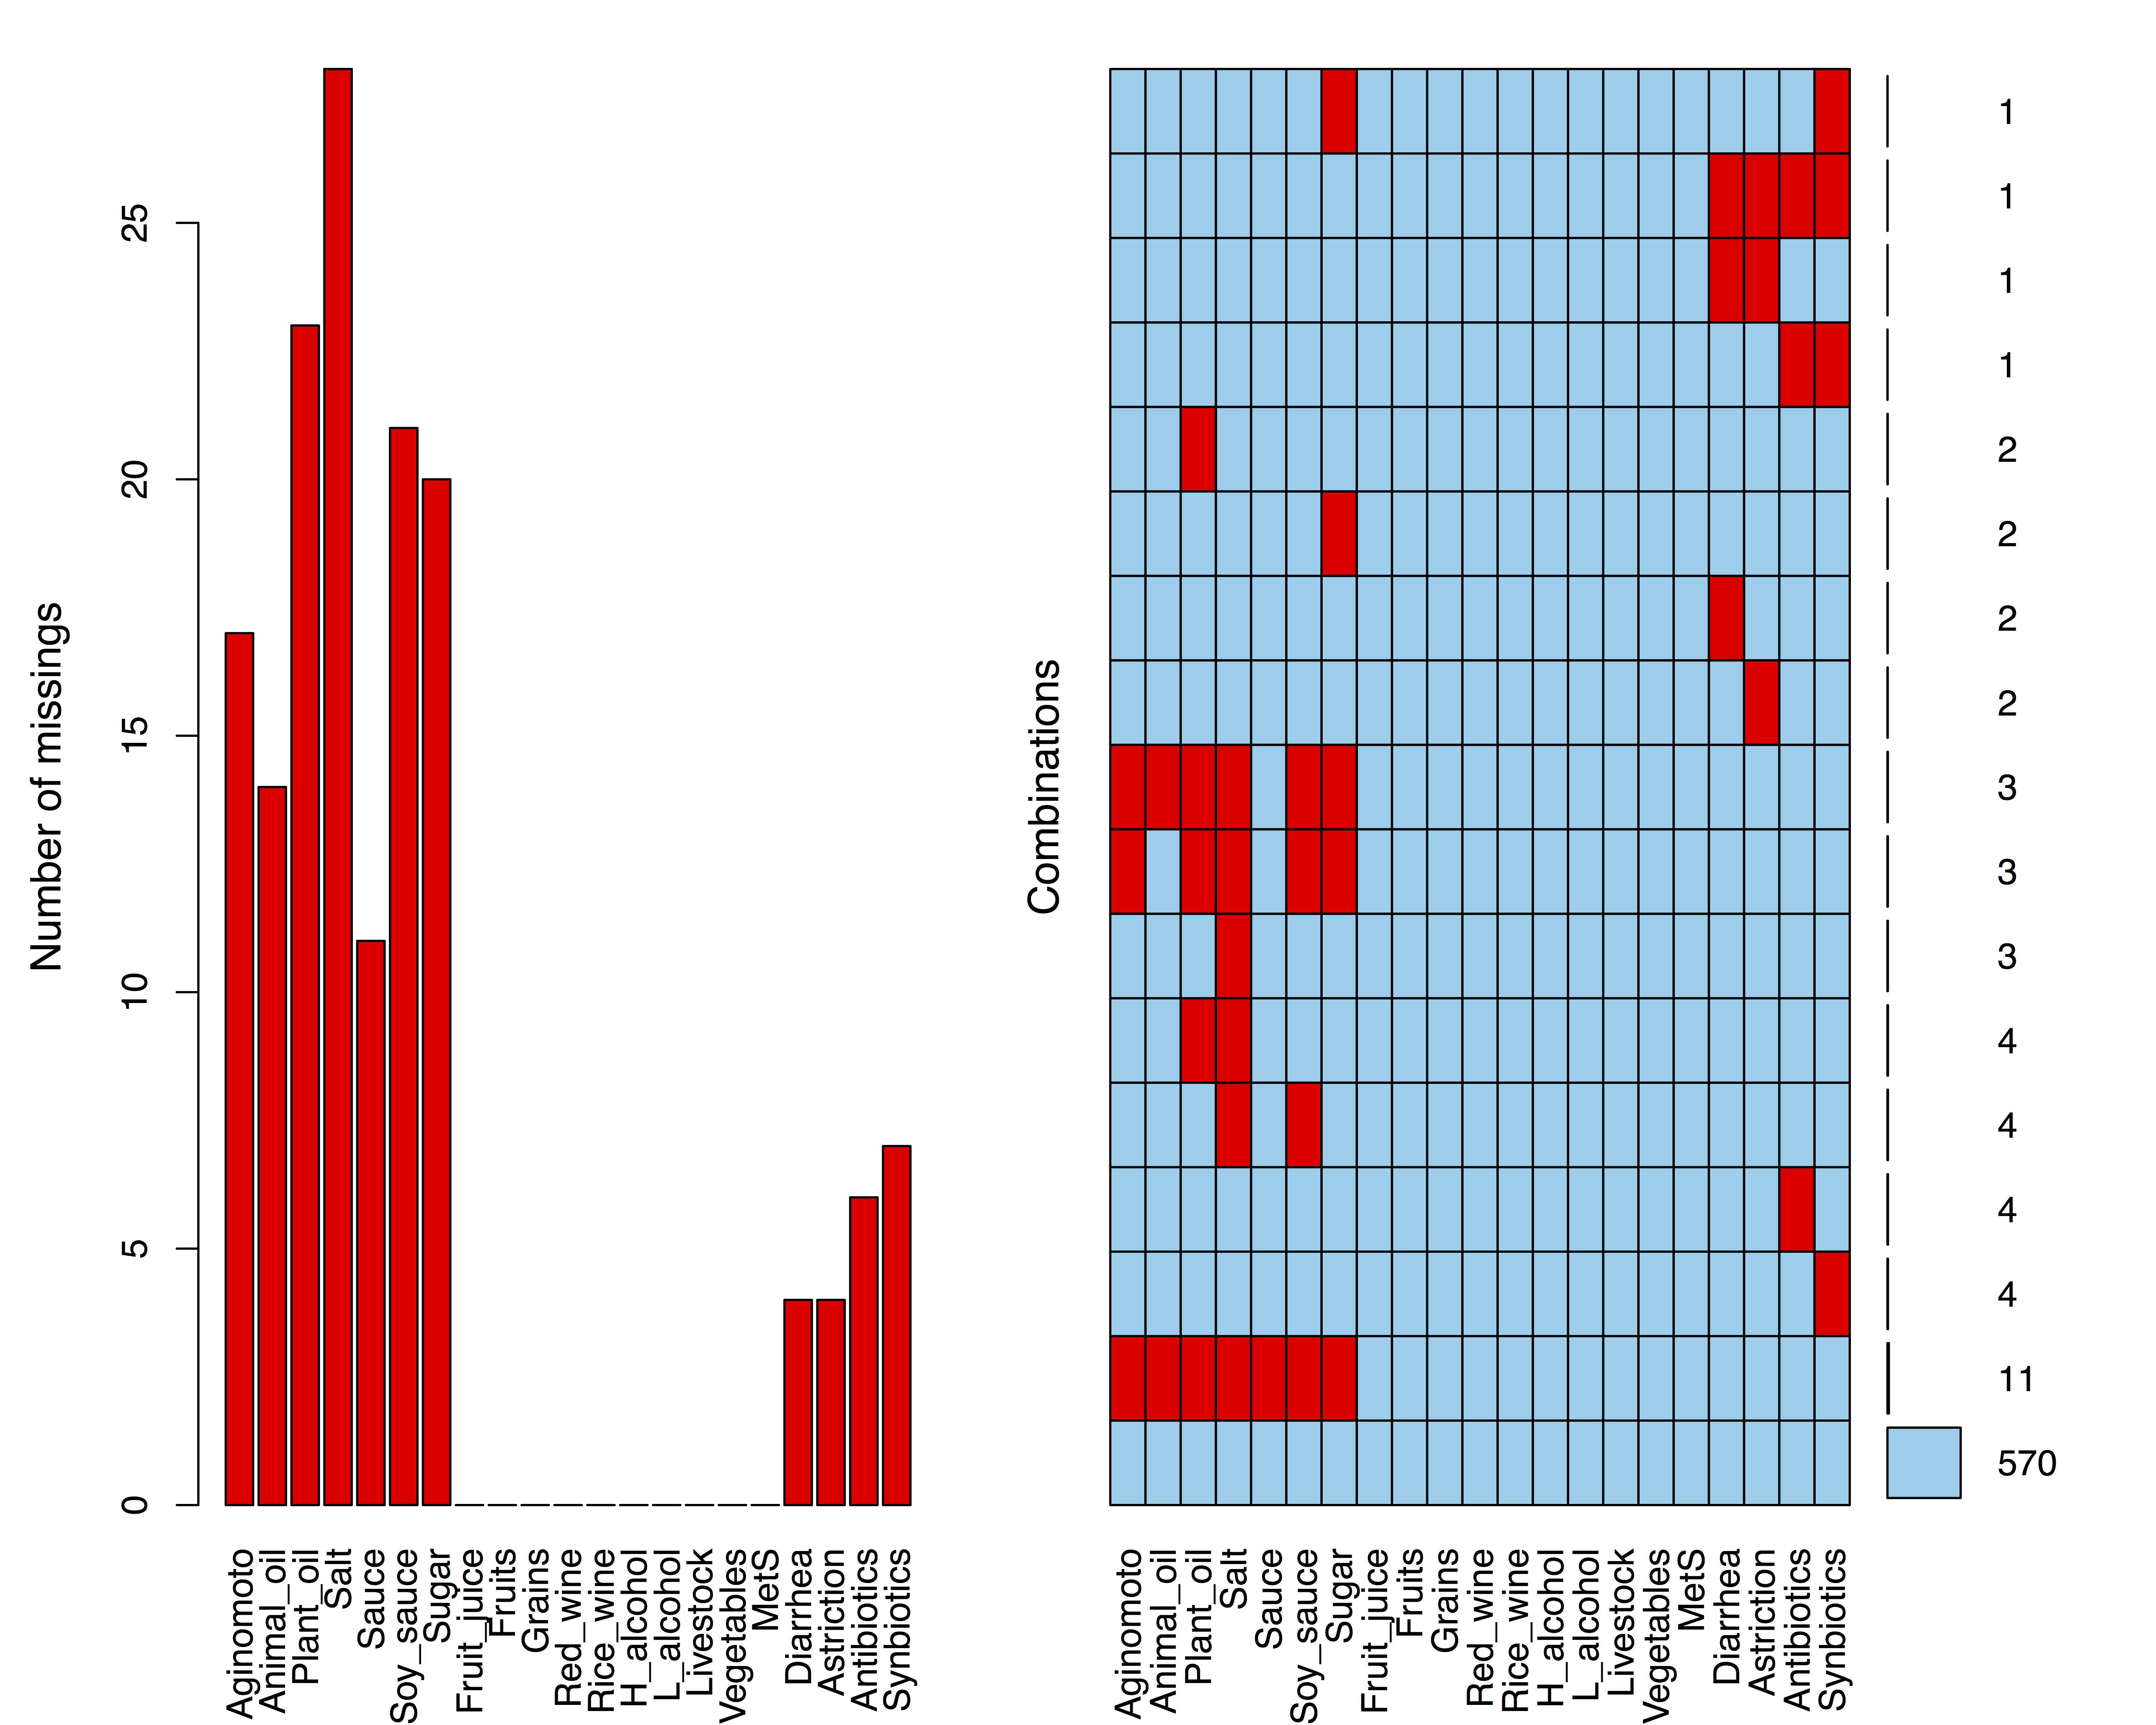 Number of missings
25
20
15
10
5
0
Aginomoto
Animal_oil
Plant_oil
Salt
Sauce
Soy_sauce
Sugar
Fruit_juice
Fruits
Grains
Red_wine
Rice_wine
H_alcohol
L_alcohol
Livestock
Vegetables
MetS
Diarrhea
Astriction
Antibiotics
Synbiotics
Combinations
1
1
1
1
2
2
2
2
3
3
3
4
4
4
4
11
570
Aginomoto
Animal_oil
Plant_oil
Salt
Sauce
Soy_sauce
Sugar
Fruit_juice
Fruits
Grains
Red_wine
Rice_wine
H_alcohol
L_alcohol
Livestock
Vegetables
MetS
Diarrhea
Astriction
Antibiotics
Synbiotics